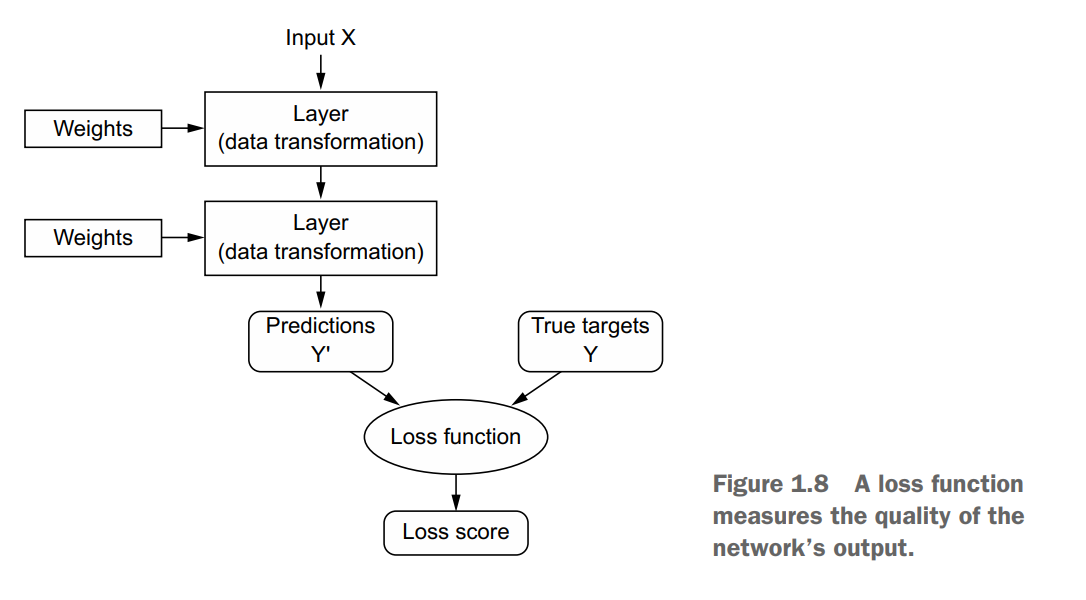 Input X
Weights
Layer
(data transformation)
Weights
Layer
(data transformation)
Predictions
Y'
True targets
Y
Loss function
Loss score
Figure 1.8 A loss function
measures the quality of the
network’s output.